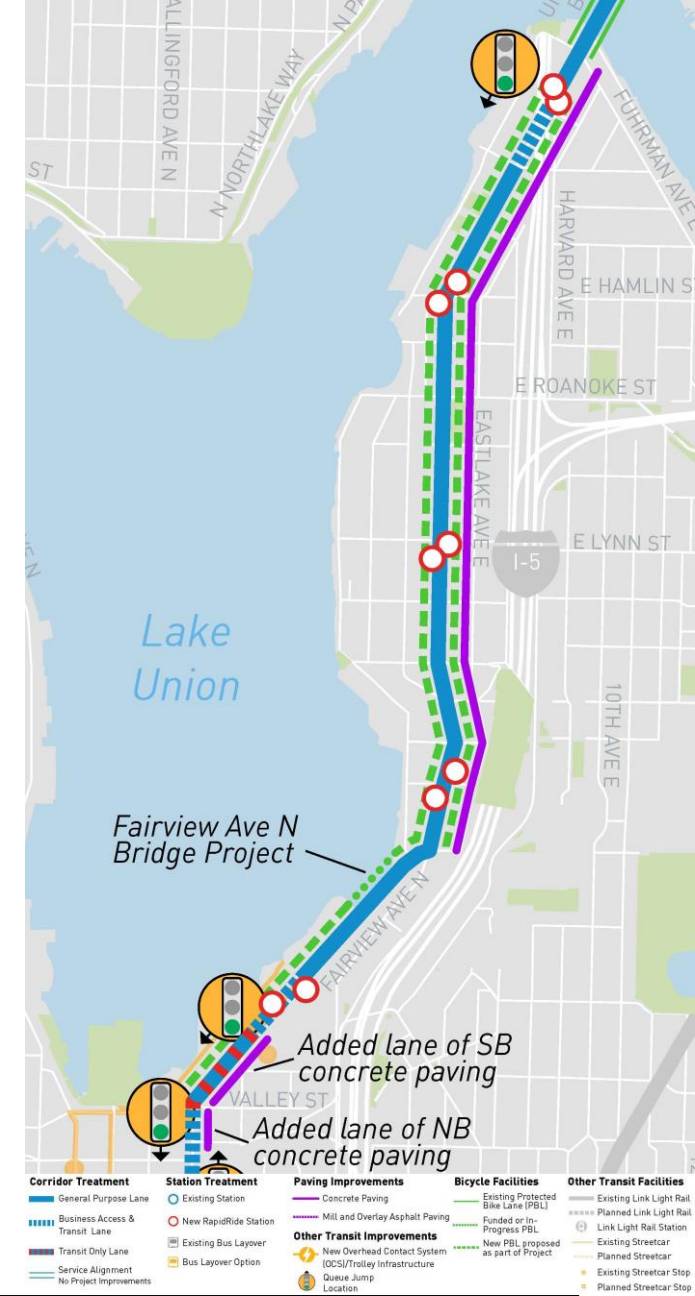 ALLINGFORD AVE N
N NORTHLAKE WAY
N PA
ST
FUHRMAN AVE E
HARVARD AVE E
E HAMLIN S
E ROANOKE ST
EASTLAKE AVE E
I-5
E LYNN ST
Lake
Union
10TH AVE E
VE N
Fairview Ave N
Bridge Project
FAIRVIEW AVE N
Added lane of SB
concrete paving
VALLEY ST
Added lane of NB
concrete paving
Corridor Treatment
General Purpose Lane
Business Access &
Transit Lane
Transit Only Lane
Service Alignment
No Project Improvements
Station Treatment
Existing Station
New RapidRide Station
Existing Bus Layover
Bus Layover Option
Paving Improvements
Concrete Paving
Mill and Overlay Asphalt Paving
Other Transit Improvements
New Overhead Contact System
(OCS)/Trolley Infrastructure
Queue Jump
Location
Bicycle Facilities
Existing Protected
Bike Lane (PBL)
Funded or In-
Progress PBL
New PBL proposed
as part of Project
Other Transit Facilities
Existing Link Light Rail
Planned Link Light Rail
Link Light Rail Station
Existing Streetcar
Planned Streetcar
Existing Streetcar Stop
Planned Streetcar Stop